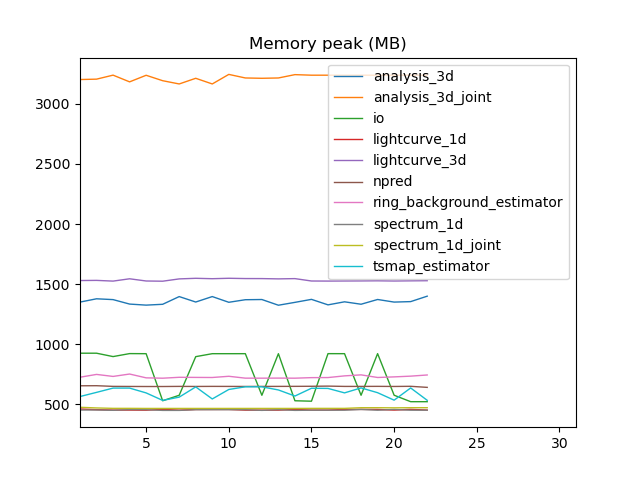 Memory peak (MB)
3000
2500
2000
1500
1000
500
analysis_3d
analysis_3d_joint
io
lightcurve_1d
lightcurve_3d
npred
ring_background_estimator
spectrum_1d
spectrum_1d_joint
tsmap_estimator
5 10 15 20 25 30